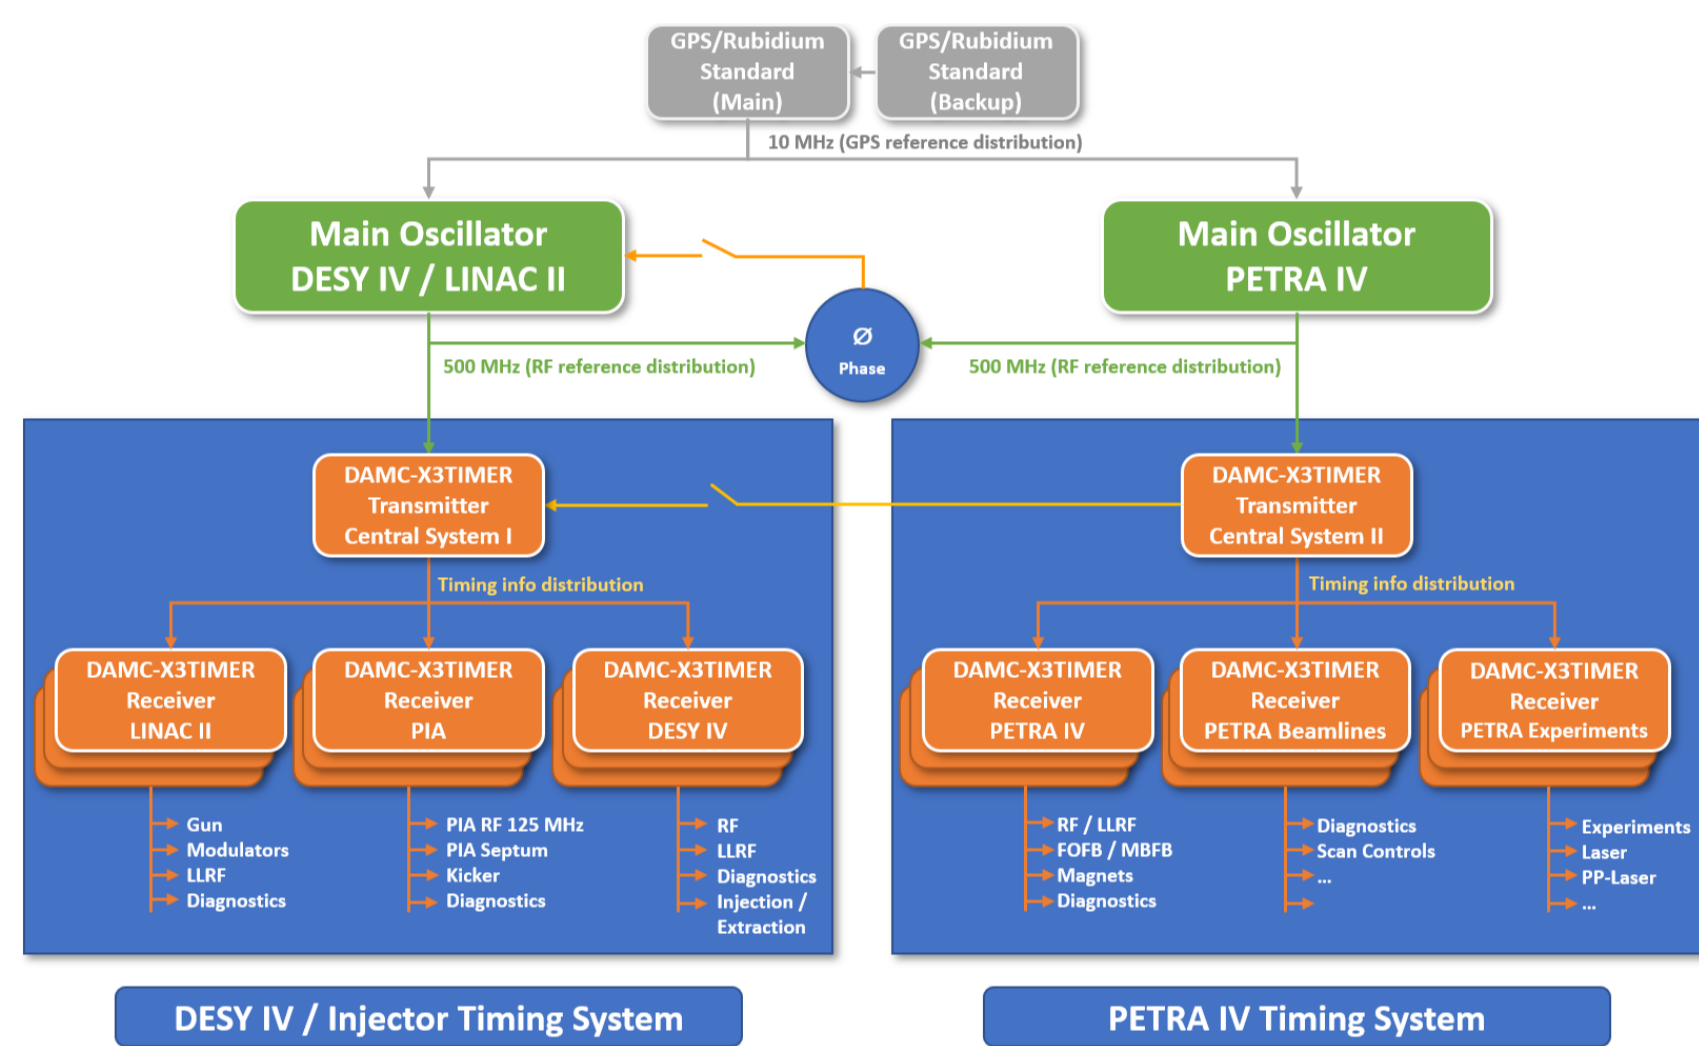 GPS/Rubidium
Standard
(Main)
GPS/Rubidium
Standard
(Backup)
10 MHz (GPS reference distribution)
Main Oscillator
DESY IV / LINAC II
Main Oscillator
PETRA IV
Ø
Phase
500 MHz (RF reference distribution)
500 MHz (RF reference distribution)
DAMC-X3TIMER
Transmitter
Central System I
DAMC-X3TIMER
Transmitter
Central System II
Timing info distribution
Timing info distribution
DAMC-X3TIMER
Receiver
LINAC II
DAMC-X3TIMER
Receiver
PIA
DAMC-X3TIMER
Receiver
DESY IV
DAMC-X3TIMER
Receiver
PETRA IV
DAMC-X3TIMER
Receiver
PETRA Beamlines
DAMC-X3TIMER
Receiver
PETRA Experiments
Gun
Modulators
LLRF
Diagnostics
PIA RF 125 MHz
PIA Septum
Kicker
Diagnostics
RF
LLRF
Diagnostics
Injection /
Extraction
RF / LLRF
FOFB / MBFB
Magnets
Diagnostics
Diagnostics
Scan Controls
...
Experiments
Laser
PP-Laser
...
DESY IV / Injector Timing System
PETRA IV Timing System